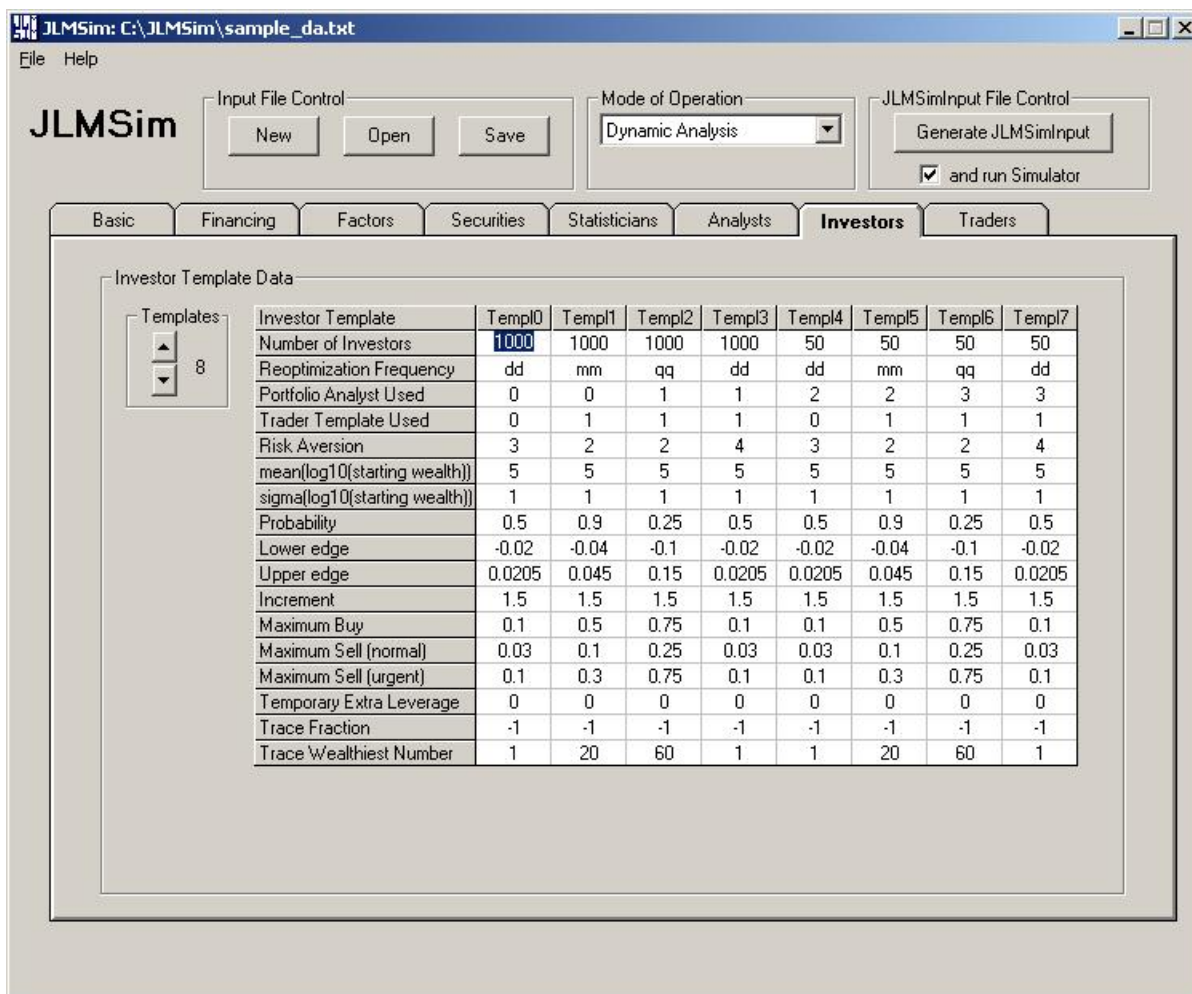 JLMSim: C:\JLMSim\sample_da.txt
File Help
JLMSim
Input File Control
New Open Save
Mode of Operation
Dynamic Analysis
JLMSimInput File Control
Generate JLMSimInput
and run Simulator
Basic Financing Factors Securities Statisticians Analysts Investors Traders
Investor Template Data
Templates
8
Investor Template Templ0 Templ1 Templ2 Templ3 Templ4 Templ5 Templ6 Templ7
Number of Investors 1000 1000 1000 1000 50 50 50 50
Reoptimization Frequency dd mm qq dd dd mm qq dd
Portfolio Analyst Used 0 0 1 1 2 2 3 3
Trader Template Used 0 1 1 1 0 1 1 1
Risk Aversion 3 2 2 4 3 2 2 4
mean(log10(starting wealth)) 5 5 5 5 5 5 5 5
sigma(log10(starting wealth)) 1 1 1 1 1 1 1 1
Probability 0.5 0.9 0.25 0.5 0.5 0.9 0.25 0.5
Lower edge -0.02 -0.04 -0.1 -0.02 -0.02 -0.04 -0.1 -0.02
Upper edge 0.0205 0.045 0.15 0.0205 0.0205 0.045 0.15 0.0205
Increment 1.5 1.5 1.5 1.5 1.5 1.5 1.5 1.5
Maximum Buy 0.1 0.5 0.75 0.1 0.1 0.5 0.75 0.1
Maximum Sell (normal) 0.03 0.1 0.25 0.03 0.03 0.1 0.25 0.03
Maximum Sell (urgent) 0.1 0.3 0.75 0.1 0.1 0.3 0.75 0.1
Temporary Extra Leverage 0 0 0 0 0 0 0 0
Trace Fraction -1 -1 -1 -1 -1 -1 -1 -1
Trace Wealthiest Number 1 20 60 1 1 20 60 1